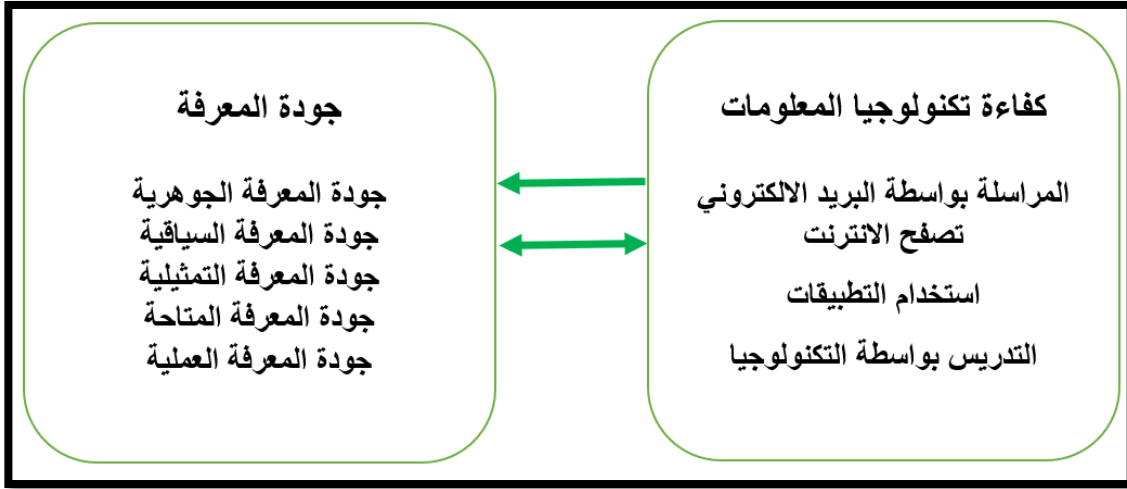 كفاءة تكنولوجيا المعلومات
المراسلة بواسطة البريد الالكتروني
تصفح الانترنت
استخدام التطبيقات
التدريس بواسطة التكنولوجيا
جودة المعرفة
جودة المعرفة الجوهرية
جودة المعرفة السياقية
جودة المعرفة التمثيلية
جودة المعرفة المتاحة
جودة المعرفة العملية